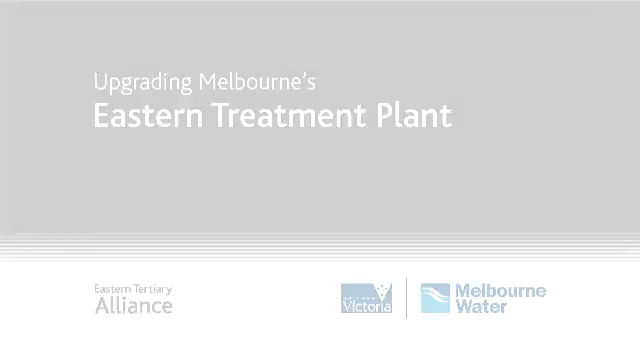 Upgrading Melbourne's
Eastern Treatment Plant
Eastern Tertiary
Alliance
Victoria
Melbourne
Water